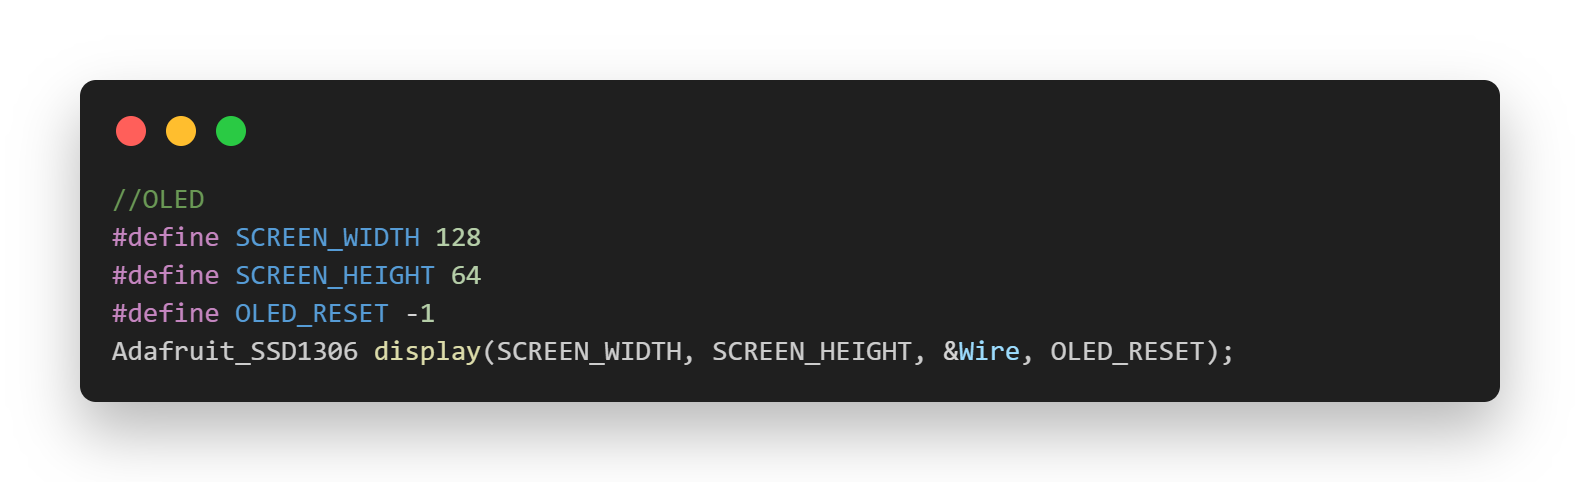 //OLED
#define SCREEN_WIDTH 128
#define SCREEN_HEIGHT 64
#define OLED_RESET -1
Adafruit_SSD1306 display(SCREEN_WIDTH, SCREEN_HEIGHT, &Wire, OLED_RESET);